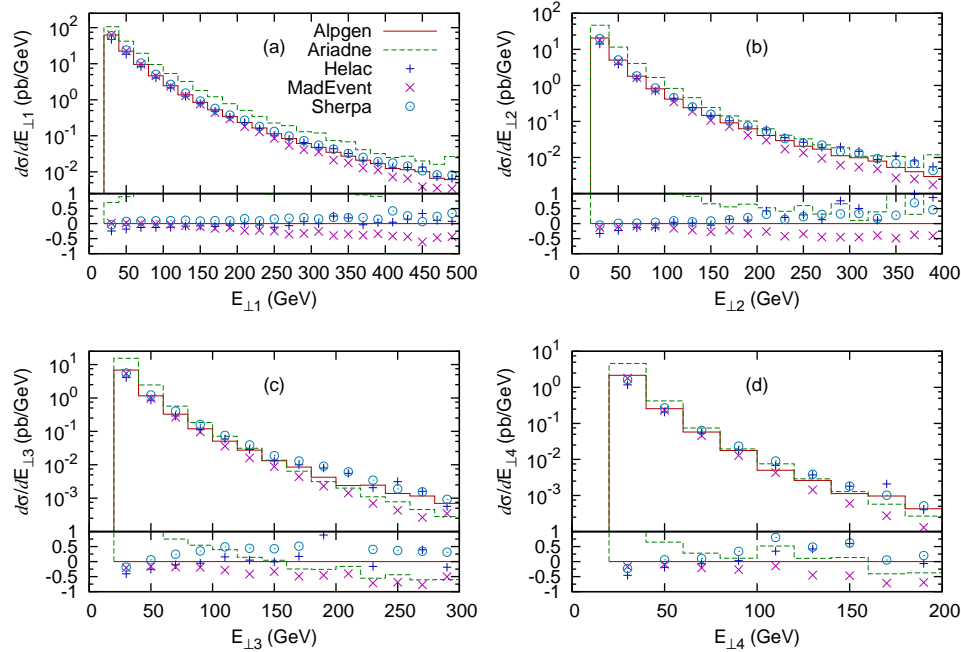 10²
10¹
10⁰
10⁻¹
10⁻²
1
0.5
0
-0.5
-1
dσ/dE⊥1 (pb/GeV)
(a)
Alpgen
Ariadne
Helac
MadEvent
Sherpa
0 50 100 150 200 250 300 350 400 450 500
E⊥1 (GeV)
10²
10¹
10⁰
10⁻¹
10⁻²
1
0.5
0
-0.5
-1
dσ/dE⊥2 (pb/GeV)
(b)
0 50 100 150 200 250 300 350 400
E⊥2 (GeV)
10¹
10⁰
10⁻¹
10⁻²
10⁻³
1
0.5
0
-0.5
-1
dσ/dE⊥3 (pb/GeV)
(c)
0 50 100 150 200 250 300
E⊥3 (GeV)
10¹
10⁰
10⁻¹
10⁻²
10⁻³
1
0.5
0
-0.5
-1
dσ/dE⊥4 (pb/GeV)
(d)
0 50 100 150 200
E⊥4 (GeV)